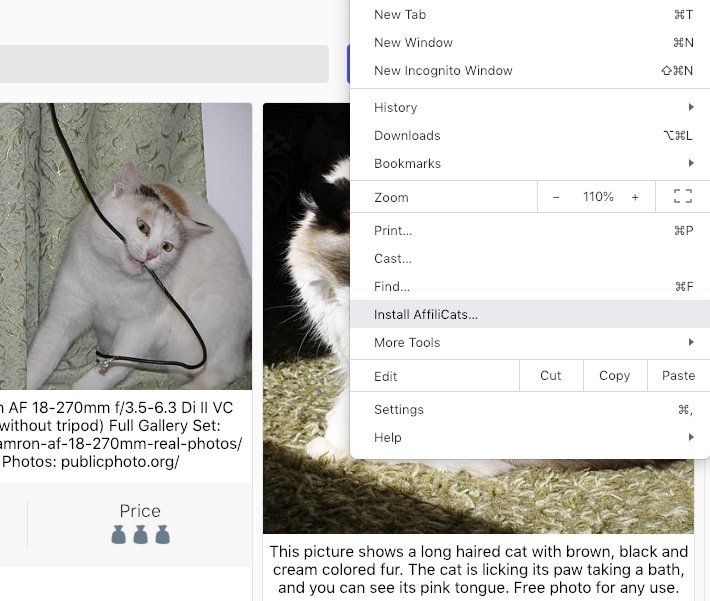 New Tab ⌘T
New Window ⌘N
New Incognito Window ⇧⌘N
History
Downloads ⌥⌘L
Bookmarks
Zoom − 110% +
Print... ⌘P
Cast...
Find... ⌘F
Install AffiliCats...
More Tools
Edit Cut Copy Paste
Settings ⌘,
Help
AF 18-270mm f/3.5-6.3 Di II VC
without tripod) Full Gallery Set:
amron-af-18-270mm-real-photos/
Photos: publicphoto.org/
Price
This picture shows a long haired cat with brown, black and
cream colored fur. The cat is licking its paw taking a bath,
and you can see its pink tongue. Free photo for any use.